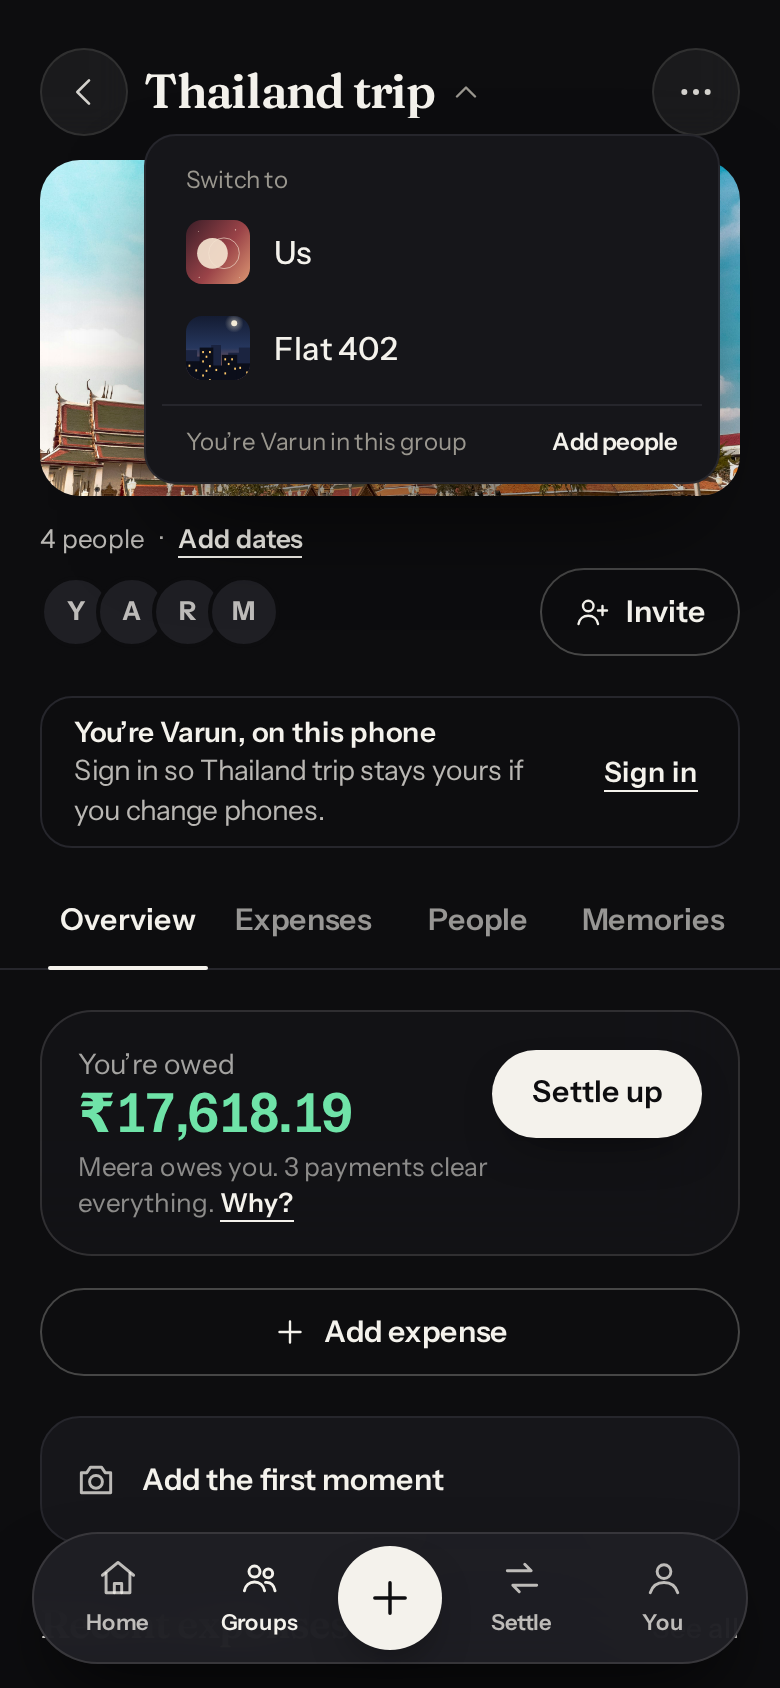 Thailand trip
Switch to
Us
Flat 402
You’re Varun in this group
Add people
4 people · Add dates
Y A R M
Invite
You’re Varun, on this phone
Sign in so Thailand trip stays yours if
you change phones.
Sign in
Overview
Expenses
People
Memories
You’re owed
₹17,618.19
Settle up
Meera owes you. 3 payments clear
everything. Why?
Add expense
Add the first moment
Home
Groups
Settle
You